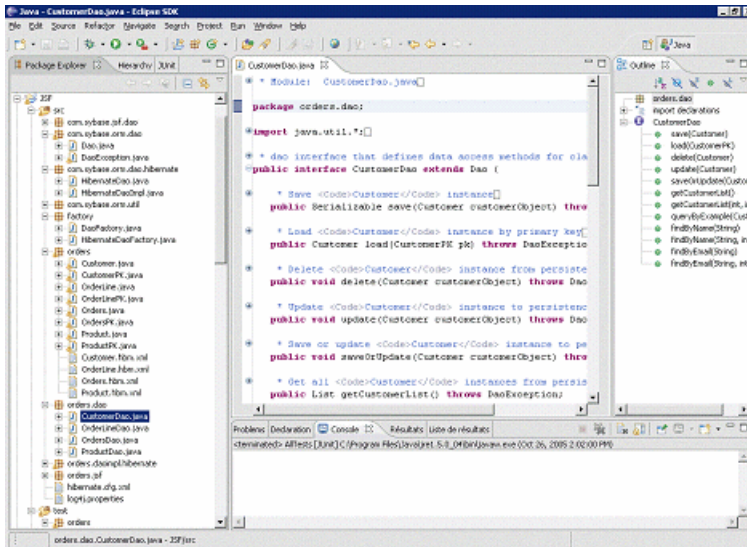 Java - CustomerDao.java - Eclipse SDK
File Edit Source Refactor Navigate Search Project Run Window Help
Java
Package Explorer Hierarchy JUnit
JSF
src
com.sybase.jsf.dao
com.sybase.orm.dao
Dao.java
DaoException.java
com.sybase.orm.dao.hibernate
HibernateDao.java
HibernateDaoImpl.java
com.sybase.orm.util
factory
DaoFactory.java
HibernateDaoFactory.java
orders
Customer.java
CustomerPK.java
OrderLine.java
OrderLinePK.java
Orders.java
OrdersPK.java
Product.java
ProductPK.java
Customer.hbm.xml
OrderLine.hbm.xml
Orders.hbm.xml
Product.hbm.xml
orders.dao
CustomerDao.java
OrderLineDao.java
OrdersDao.java
ProductDao.java
orders.daoimpl.hibernate
orders.jsf
hibernate.cfg.xml
log4j.properties
test
orders
CustomerDao.java
* Module: CustomerDao.java
package orders.dao;
import java.util.*;
* dao interface that defines data access methods for cla
public interface CustomerDao extends Dao {
* Save <Code>Customer</Code> instance
public Serializable save(Customer customerObject) thro
* Load <Code>Customer</Code> instance by primary key
public Customer load(CustomerPK pk) throws DaoExceptio
* Delete <Code>Customer</Code> instance from persiste
public void delete(Customer customerObject) throws Dao
* Update <Code>Customer</Code> instance to persistenc
public void update(Customer customerObject) throws Dao
* Save or update <Code>Customer</Code> instance to pe
public void saveOrUpdate(Customer customerObject) thro
* Get all <Code>Customer</Code> instances from persis
public List getCustomerList() throws DaoException;
Outline
orders.dao
import declarations
CustomerDao
save(Customer)
load(CustomerPK)
delete(Customer)
update(Customer)
saveOrUpdate(Custo
getCustomerList()
getCustomerList(int, i
queryByExample(Cus
findByName(String)
findByName(String, in
findByEmail(String)
findByEmail(String, int
Problems Declaration Console Résultats Liste de résultats
<terminated> AllTests [JUnit] C:\Program Files\Java\jre1.5.0_04\bin\javaw.exe (Oct 26, 2005 2:02:00 PM)
orders.dao.CustomerDao.java - JSF/src